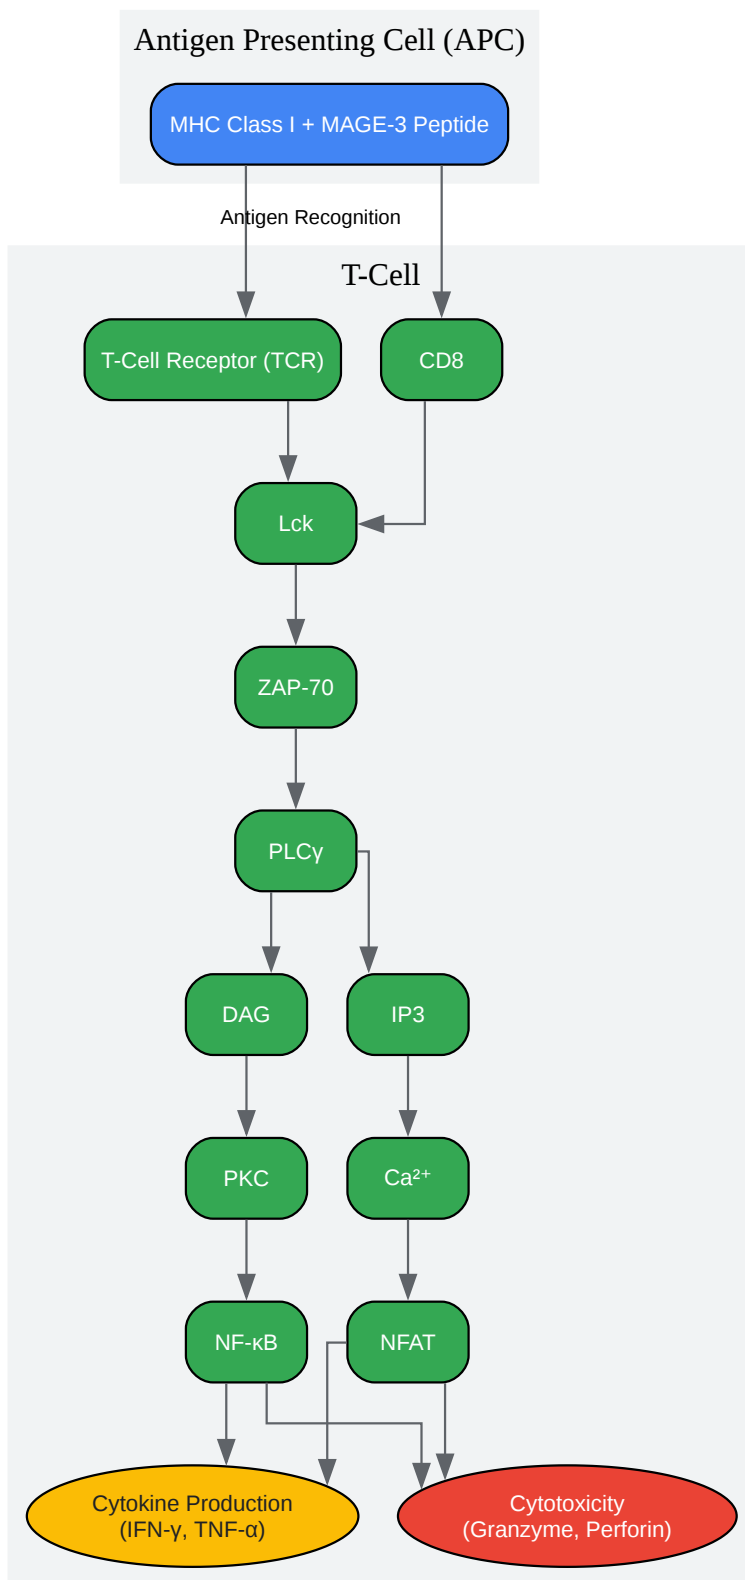 Antigen Presenting Cell (APC)
MHC Class I + MAGE-3 Peptide
Antigen Recognition
T-Cell
T-Cell Receptor (TCR)
CD8
Lck
ZAP-70
PLCγ
DAG
IP3
PKC
Ca²⁺
NF-κB
NFAT
Cytokine Production
(IFN-γ, TNF-α)
Cytotoxicity
(Granzyme, Perforin)